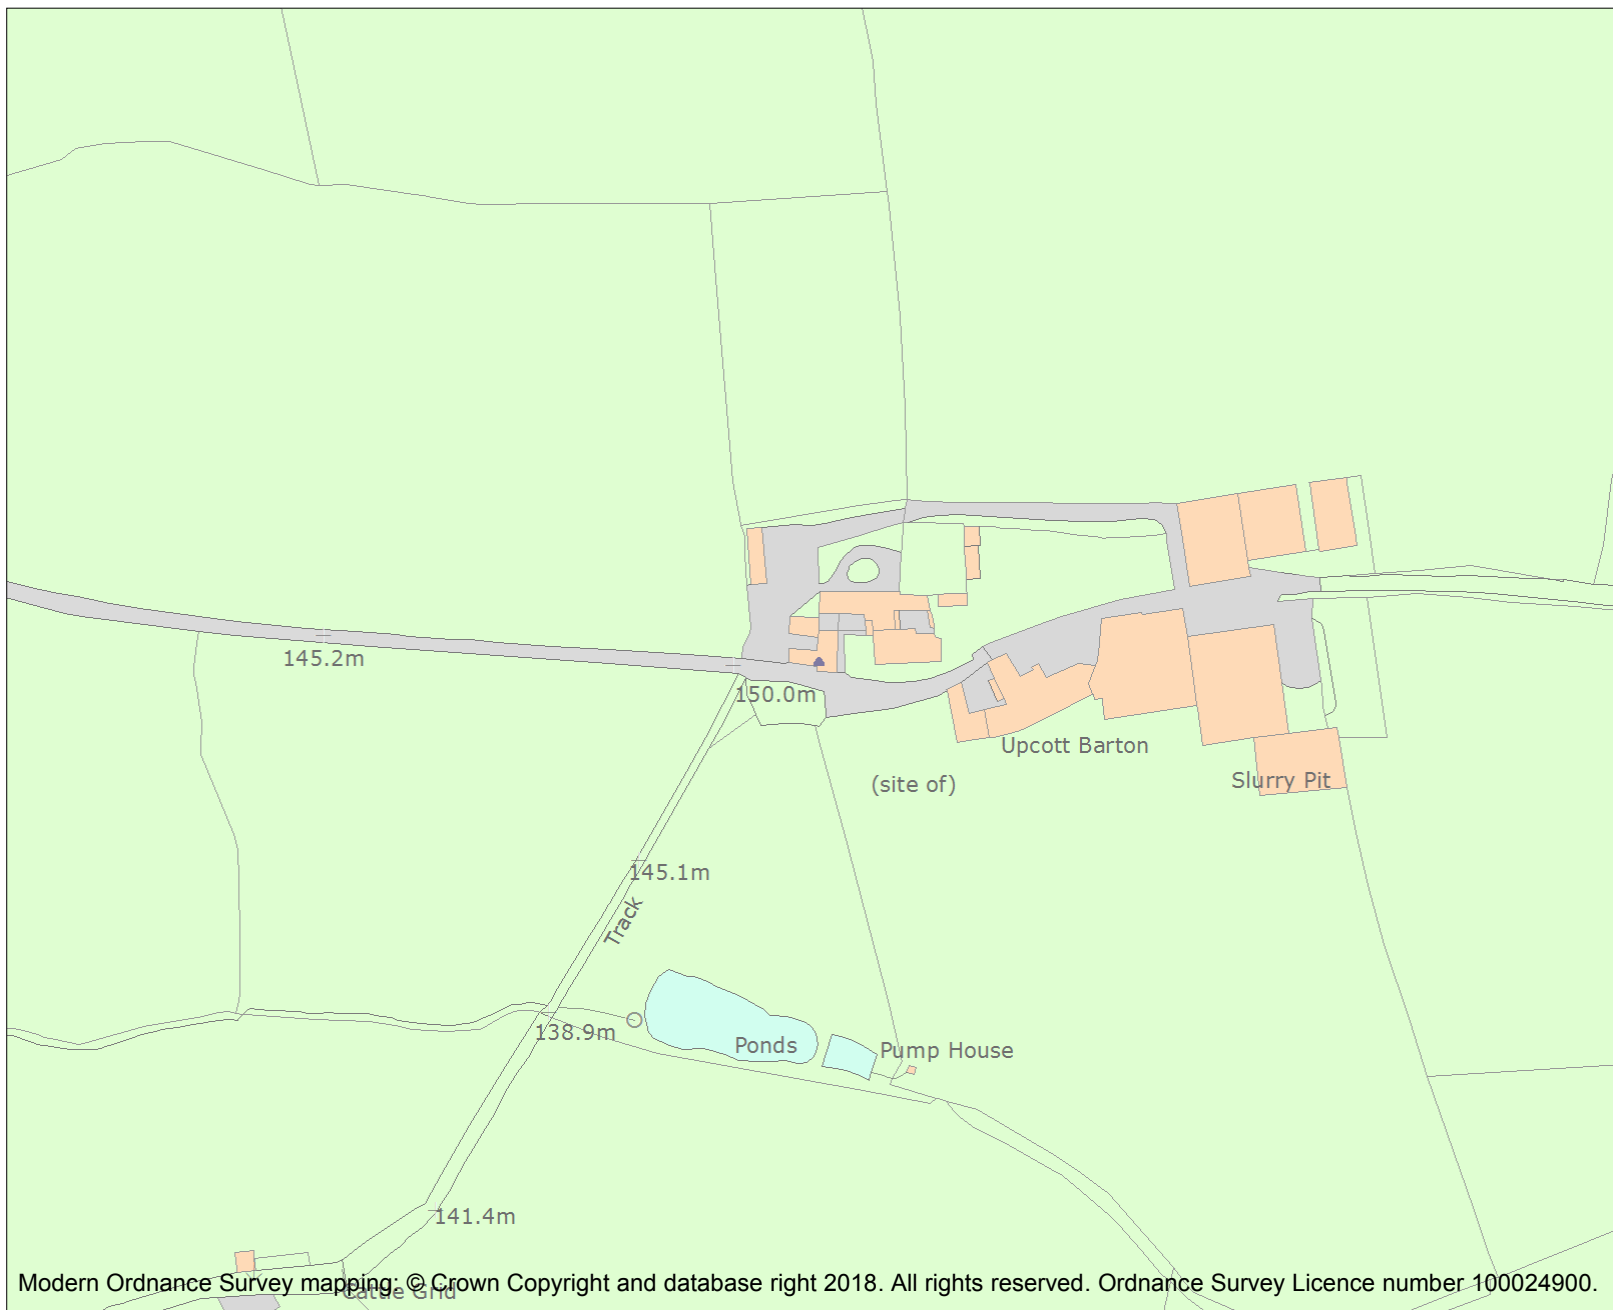 145.2m
150.0m
Upcott Barton
(site of)
Slurry Pit
145.1m
Track
138.9m
Ponds
Pump House
141.4m
Cattle Grid
Modern Ordnance Survey mapping: © Crown Copyright and database right 2018. All rights reserved. Ordnance Survey Licence number 100024900.